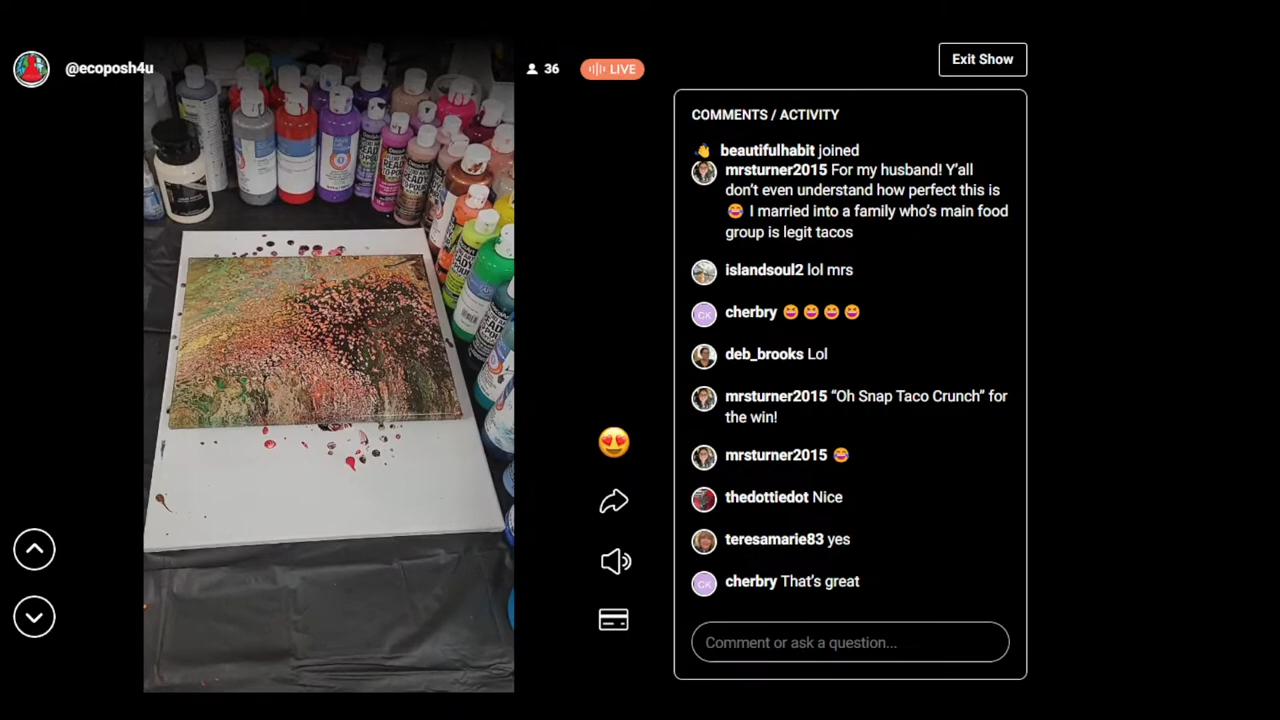 @ecoposh4u
36
LIVE
Exit Show
COMMENTS / ACTIVITY
beautifulhabit joined
mrsturner2015 For my husband! Y’all
don’t even understand how perfect this is
😂 I married into a family who’s main food
group is legit tacos
islandsoul2 lol mrs
CK
cherbry 😆 😆 😆 😆
deb_brooks Lol
mrsturner2015 “Oh Snap Taco Crunch” for
the win!
mrsturner2015 😂
thedottiedot Nice
teresamarie83 yes
CK
cherbry That’s great
Comment or ask a question...
READY